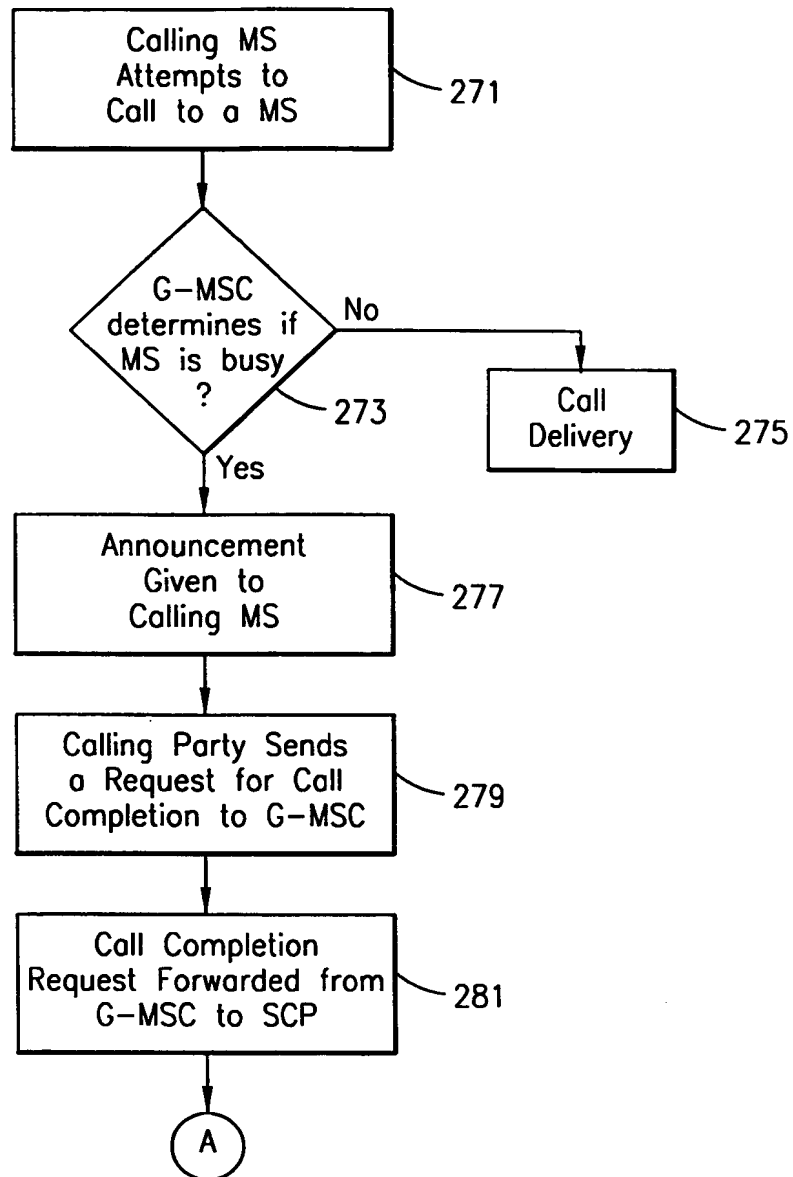 Calling MS
Attempts to
Call to a MS
271
G-MSC
determines if
MS is busy
?
No
273
Call
Delivery
275
Yes
Announcement
Given to
Calling MS
277
Calling Party Sends
a Request for Call
Completion to G-MSC
279
Call Completion
Request Forwarded from
G-MSC to SCP
281
A